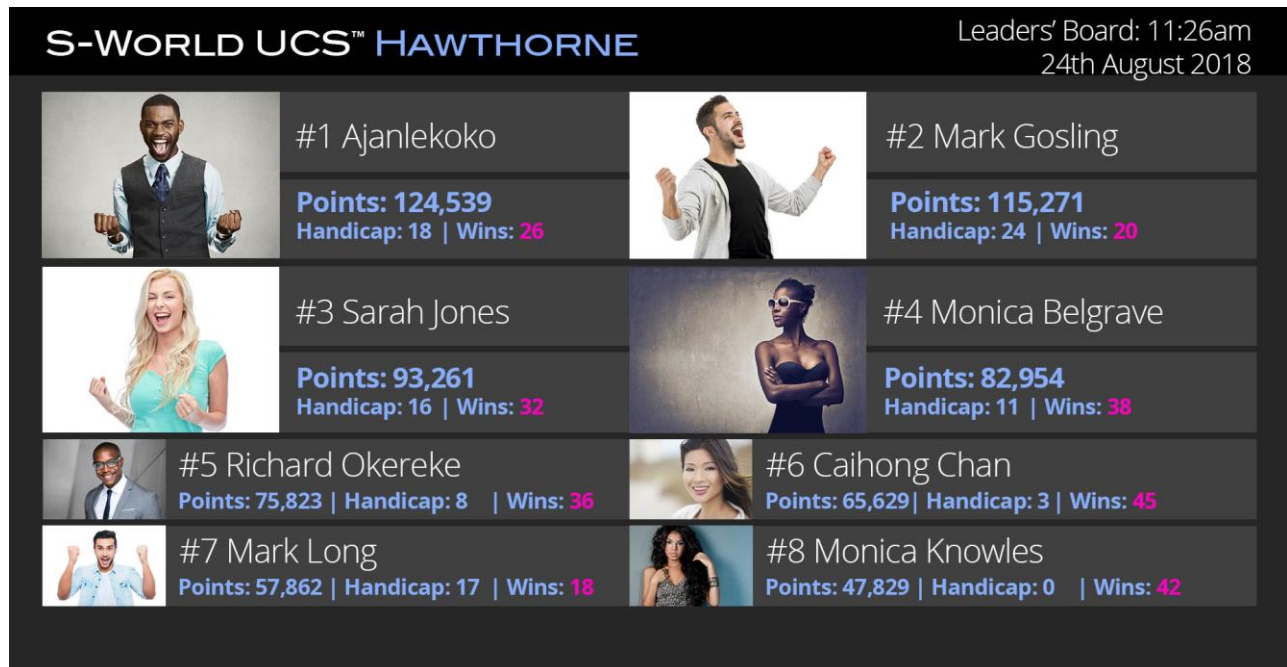 S-WORLD UCS™ HAWTHORNE
Leaders' Board: 11:26am
24th August 2018
#1 Ajanlekoko
Points: 124,539
Handicap: 18 | Wins: 26
#2 Mark Gosling
Points: 115,271
Handicap: 24 | Wins: 20
#3 Sarah Jones
Points: 93,261
Handicap: 16 | Wins: 32
#4 Monica Belgrave
Points: 82,954
Handicap: 11 | Wins: 38
#5 Richard Okereke
Points: 75,823 | Handicap: 8 | Wins: 36
#6 Caihong Chan
Points: 65,629| Handicap: 3| Wins: 45
#7 Mark Long
Points: 57,862 | Handicap: 17 | Wins: 18
#8 Monica Knowles
Points: 47,829 | Handicap: 0 | Wins: 42